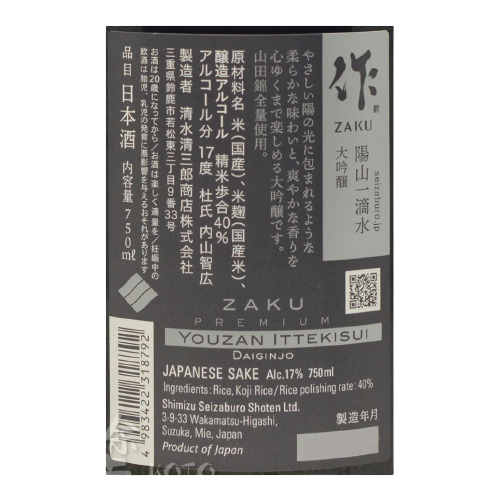 作
ZAKU
陽山一滴水
大吟醸
seizaburo.jp
やさしい陽の光に包まれるような
柔らかな味わいと、爽やかな香りを
心ゆくまで楽しめる大吟醸です。
山田錦全量使用。
原材料名 米(国産)、米麹(国産米)、
醸造アルコール 精米歩合40%
アルコール分 17度 杜氏 内山智広
製造者 清水清三郎商店株式会社
三重県鈴鹿市若松東三丁目9番33号
お酒は20歳になってから/お酒は楽しく適量を/妊娠中の
飲酒は胎児、乳児の発育に悪影響を与えるおそれがあります
品目 日本酒 内容量 750㎖
ZAKU
PREMIUM
YOUZAN ITTEKISUI
DAIGINJO
JAPANESE SAKE Alc.17% 750ml
Ingredients: Rice, Koji Rice/Rice polishing rate: 40%
Shimizu Seizaburo Shoten Ltd.
3-9-33 Wakamatsu-Higashi,
Suzuka, Mie, Japan
Product of Japan
製造年月
4 983422 318792
KOTO